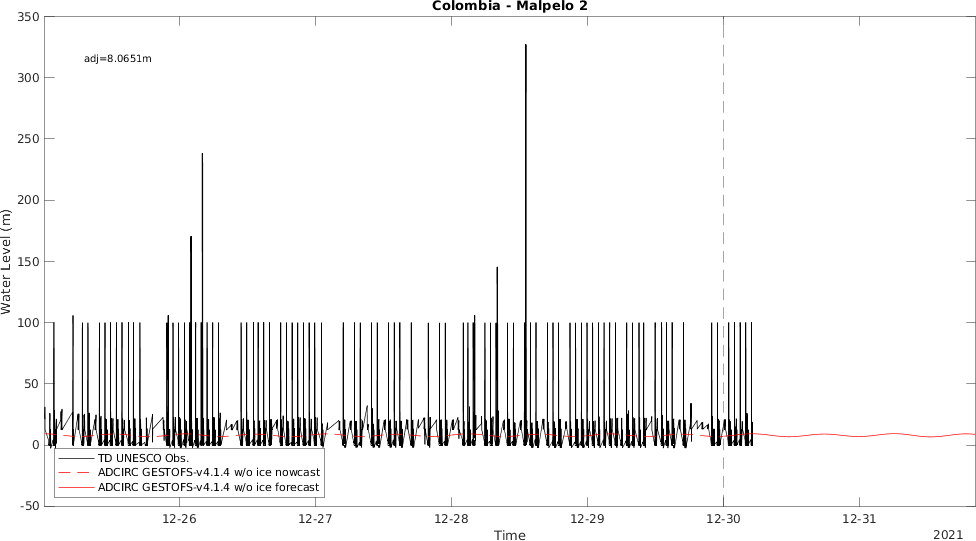 Colombia - Malpelo 2
350
300
250
200
150
100
50
0
-50
Water Level (m)
adj=8.0651m
TD UNESCO Obs.
ADCIRC GESTOFS-v4.1.4 w/o ice nowcast
ADCIRC GESTOFS-v4.1.4 w/o ice forecast
12-26 12-27 12-28 12-29 12-30 12-31
Time
2021